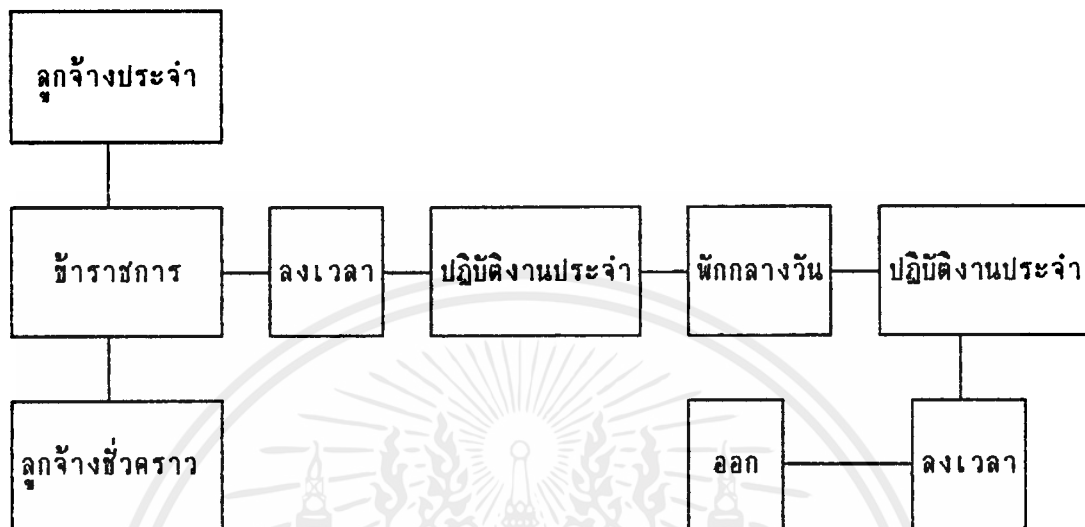 ลูกจ้างประจำ
ข้าราชการ
ลงเวลา
ปฏิบัติงานประจำ
พักกลางวัน
ปฏิบัติงานประจำ
ลูกจ้างชั่วคราว
ออก
ลงเวลา